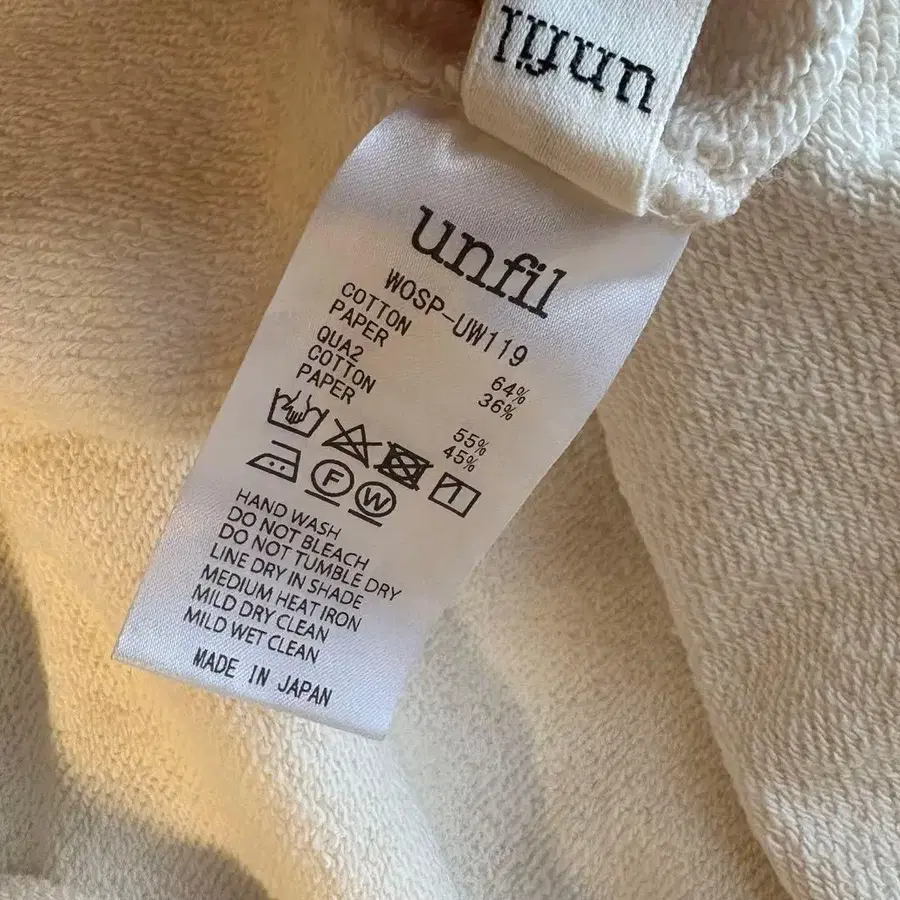 unfil
unfil
WOSP-UW119
COTTON 64%
PAPER 36%
QUA2
COTTON 55%
PAPER 45%
F W
HAND WASH
DO NOT BLEACH
DO NOT TUMBLE DRY
LINE DRY IN SHADE
MEDIUM HEAT IRON
MILD DRY CLEAN
MILD WET CLEAN
MADE IN JAPAN